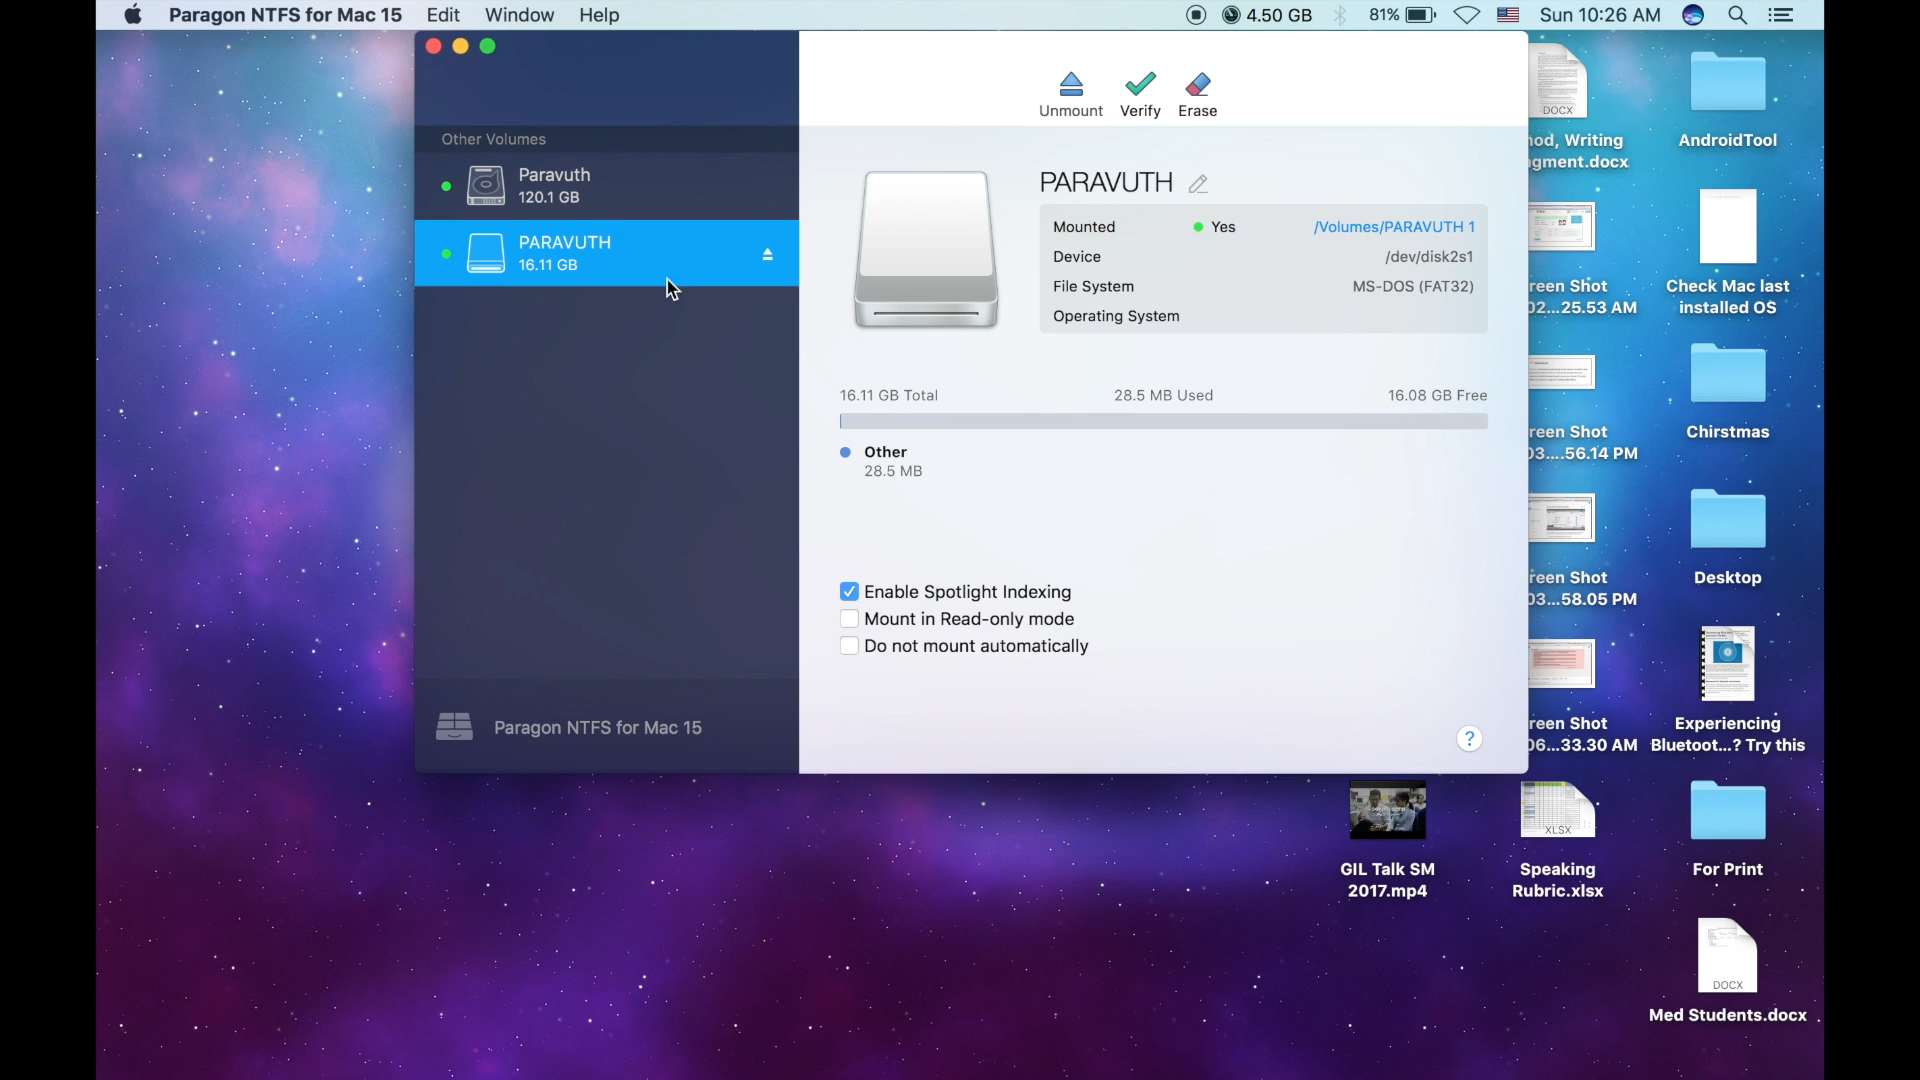 Paragon NTFS for Mac 15 Edit Window Help
4.50 GB 81% Sun 10:26 AM
Unmount Verify Erase
Other Volumes
Paravuth
120.1 GB
PARAVUTH
16.11 GB
PARAVUTH
Mounted Yes /Volumes/PARAVUTH 1
Device /dev/disk2s1
File System MS-DOS (FAT32)
Operating System
16.11 GB Total 28.5 MB Used 16.08 GB Free
Other
28.5 MB
Enable Spotlight Indexing
Mount in Read-only mode
Do not mount automatically
Paragon NTFS for Mac 15
?
DOCX
nod, Writing
gment.docx
AndroidTool
reen Shot
02...25.53 AM
Check Mac last
installed OS
reen Shot
03....56.14 PM
Chirstmas
reen Shot
03...58.05 PM
Desktop
reen Shot
06...33.30 AM
Experiencing
Bluetoot...? Try this
GIL Talk SM
2017.mp4
XLSX
Speaking
Rubric.xlsx
For Print
DOCX
Med Students.docx